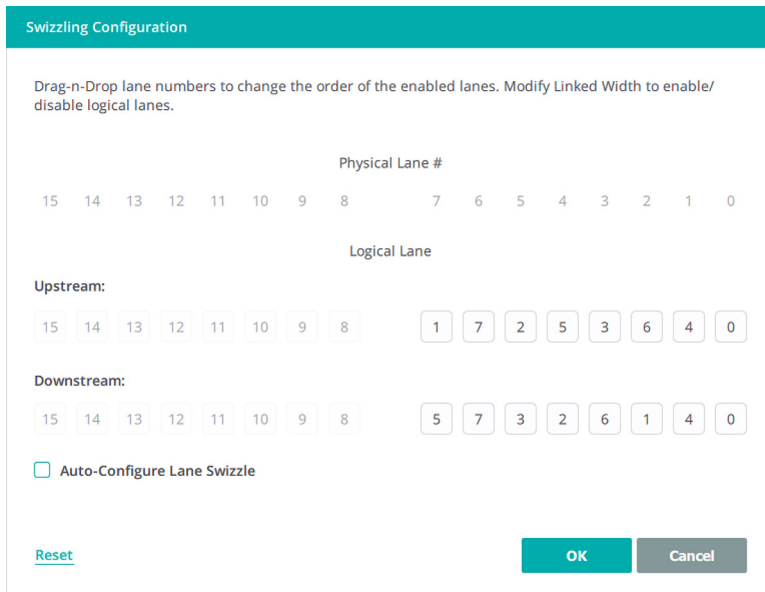 Swizzling Configuration
Drag-n-Drop lane numbers to change the order of the enabled lanes. Modify Linked Width to enable/
disable logical lanes.
Physical Lane #
15 14 13 12 11 10 9 8 7 6 5 4 3 2 1 0
Logical Lane
Upstream:
15 14 13 12 11 10 9 8 1 7 2 5 3 6 4 0
Downstream:
15 14 13 12 11 10 9 8 5 7 3 2 6 1 4 0
Auto-Configure Lane Swizzle
Reset OK Cancel